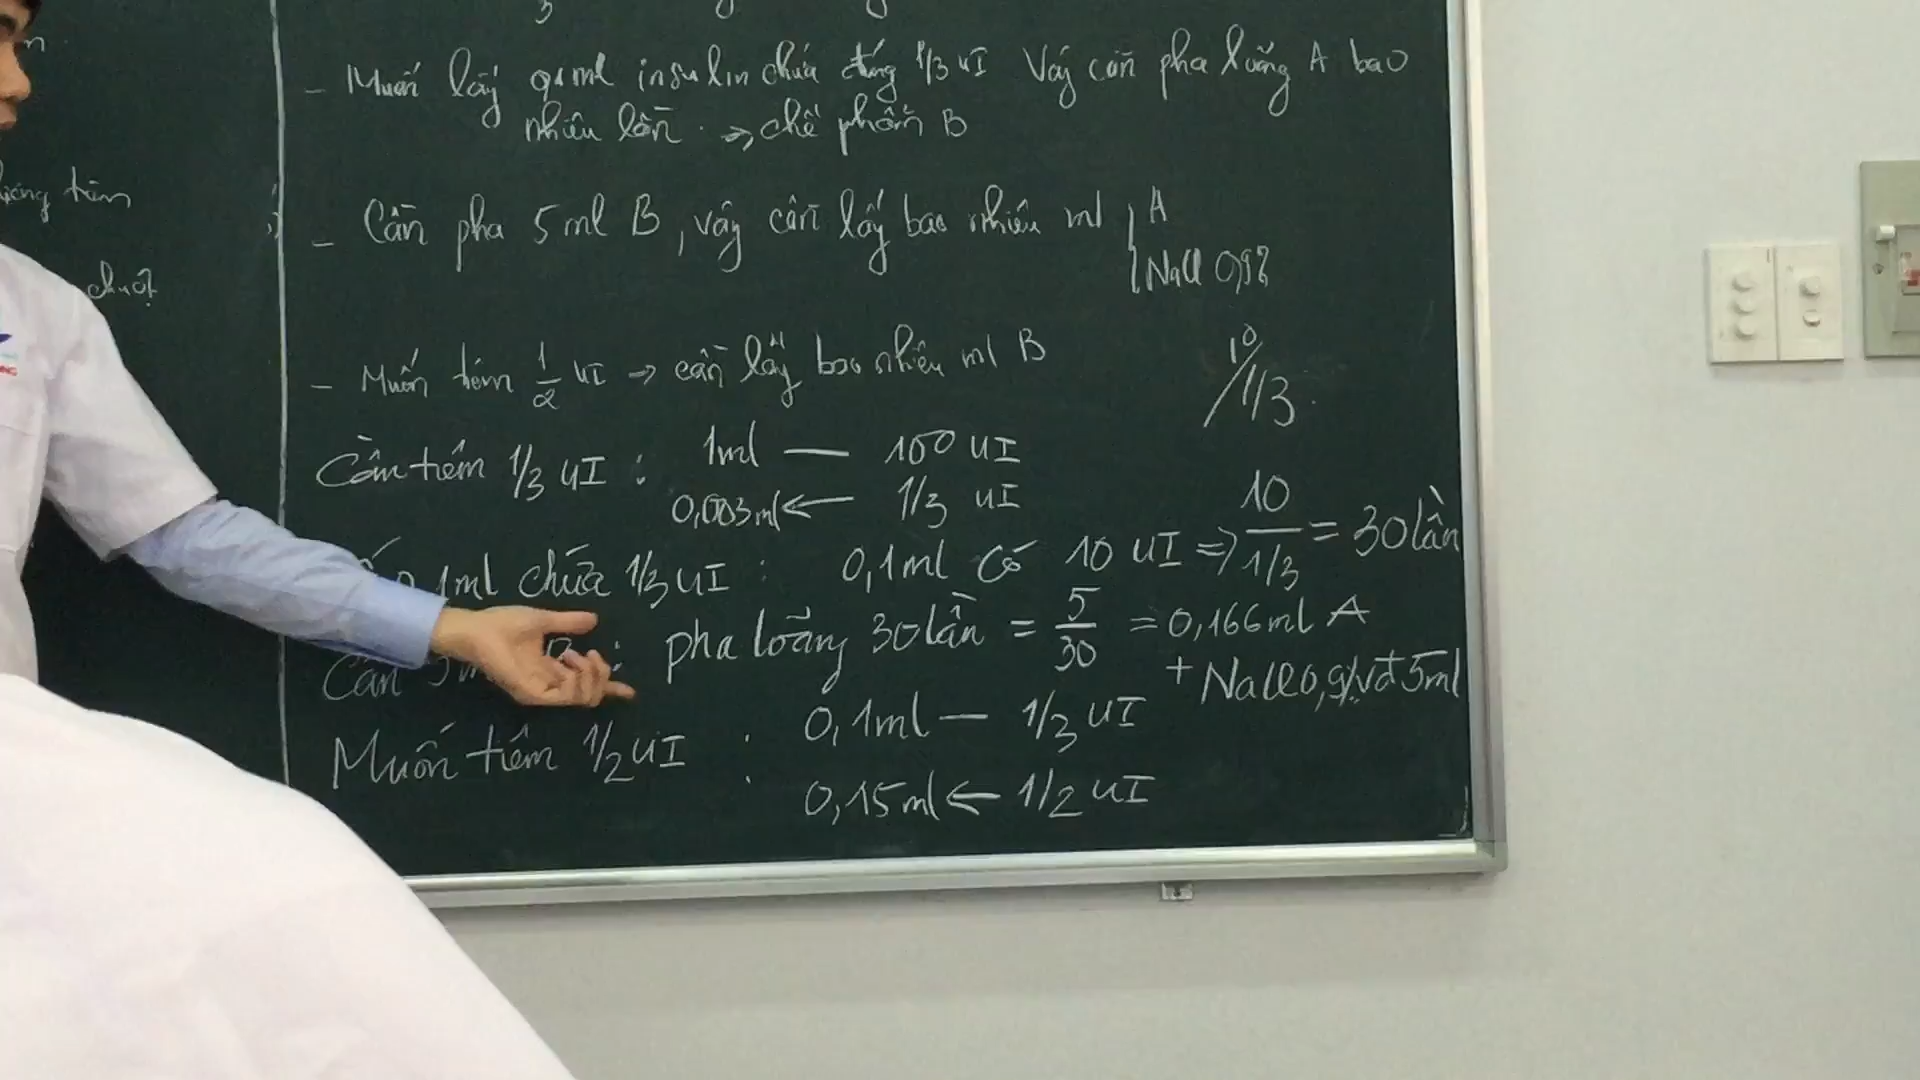 - Muốn lấy 0,1ml insulin chứa đúng 1/3 UI Vậy cần pha loãng A bao
nhiêu lần. → chế phẩm B
lượng tiêm
- Cần pha 5ml B, vậy cần lấy bao nhiêu ml { A
NaCl 0,9%
chuột
- Muốn tiêm 1/2 UI → cần lấy bao nhiêu ml B
10/1/3
Cần tiêm 1/3 UI : 1ml — 100 UI
0,003ml ← 1/3 UI
1ml chứa 1/3 UI : 0,1ml có 10 UI => 10/1/3 = 30 lần
Cần 5m B : pha loãng 30 lần = 5/30 = 0,166ml A
+ NaCl 0,9% vđ 5ml
Muốn tiêm 1/2 UI : 0,1ml — 1/3 UI
0,15ml ← 1/2 UI